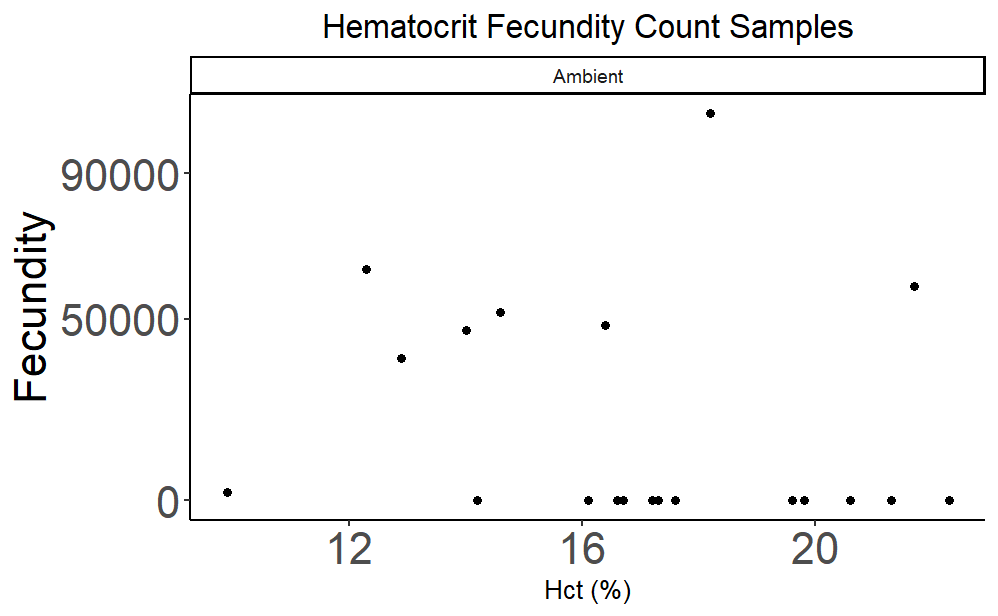 Hematocrit Fecundity Count Samples
Ambient
Fecundity
90000
50000
0
12 16 20
Hct (%)